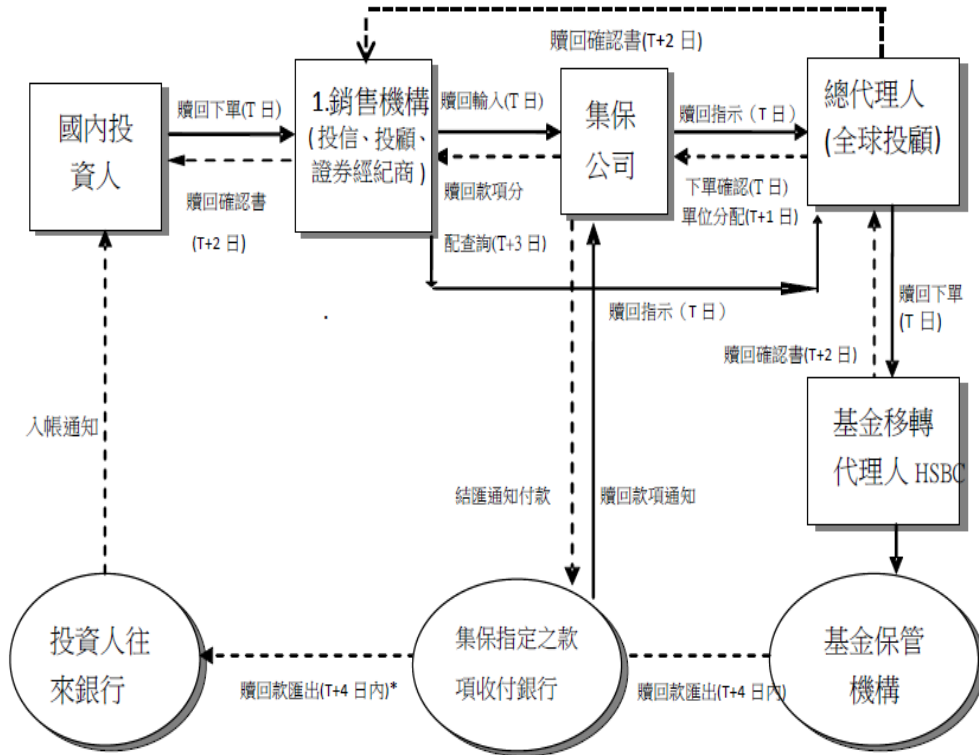 贖回確認書(T+2 日)
國內投
資人
贖回下單(T 日)
贖回確認書
(T+2 日)
1.銷售機構
(投信、投顧、
證券經紀商)
贖回輸入(T 日)
贖回款項分
配查詢(T+3 日)
集保
公司
贖回指示（T 日）
下單確認(T 日)
單位分配(T+1 日)
總代理人
(全球投顧)
贖回指示（T 日）
贖回下單
(T 日)
贖回確認書(T+2 日)
基金移轉
代理人 HSBC
入帳通知
結匯通知付款
贖回款項通知
投資人往
來銀行
贖回款匯出(T+4 日內)*
集保指定之款
項收付銀行
贖回款匯出(T+4 日內)
基金保管
機構